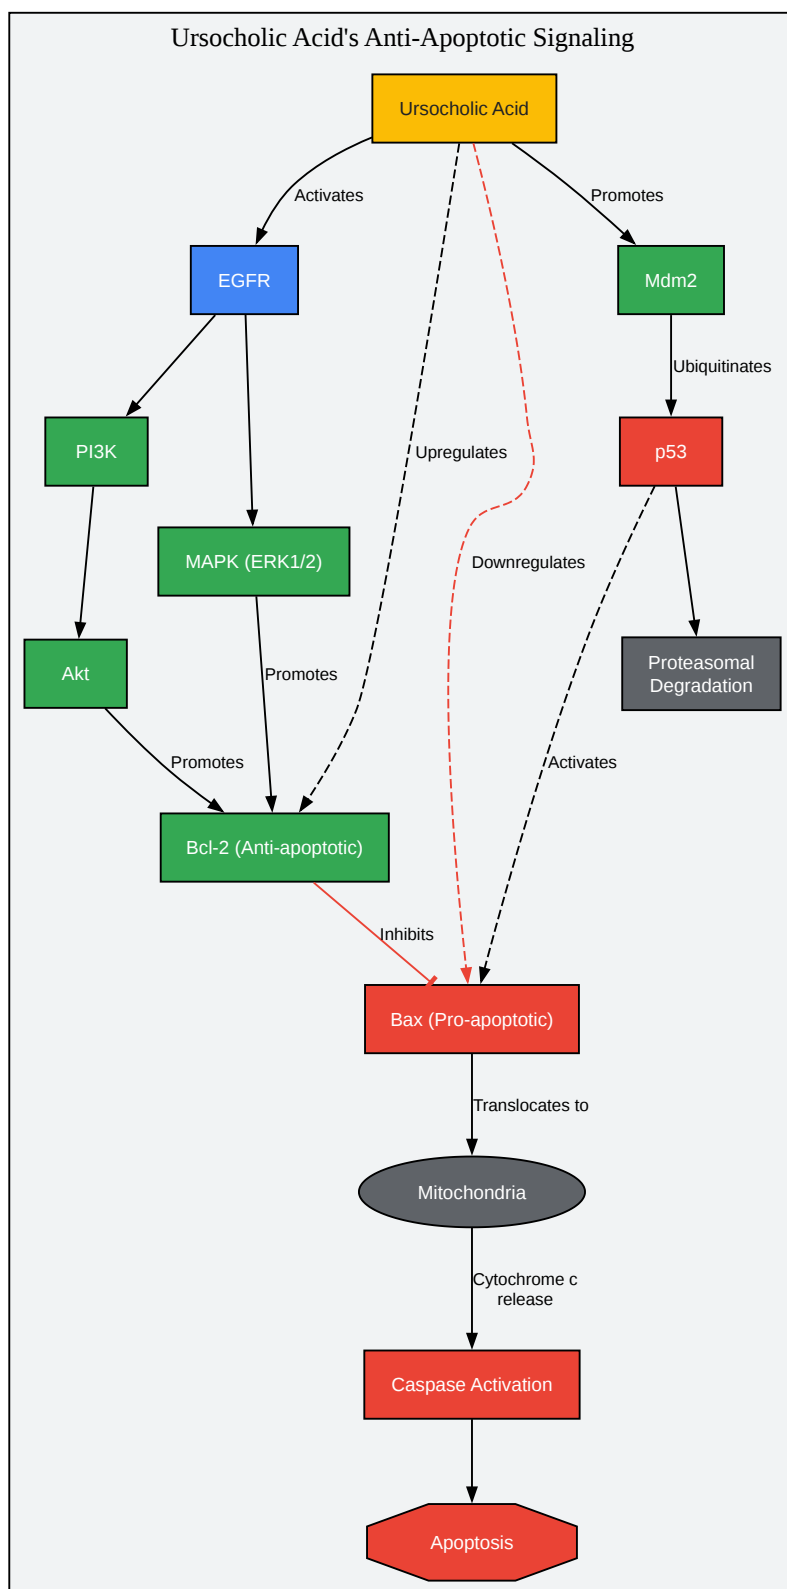 Ursocholic Acid's Anti-Apoptotic Signaling
Ursocholic Acid
Activates
Promotes
EGFR
Mdm2
Ubiquitinates
PI3K
Upregulates
p53
MAPK (ERK1/2)
Downregulates
Akt
Promotes
Proteasomal
Degradation
Promotes
Activates
Bcl-2 (Anti-apoptotic)
Inhibits
Bax (Pro-apoptotic)
Translocates to
Mitochondria
Cytochrome c
release
Caspase Activation
Apoptosis